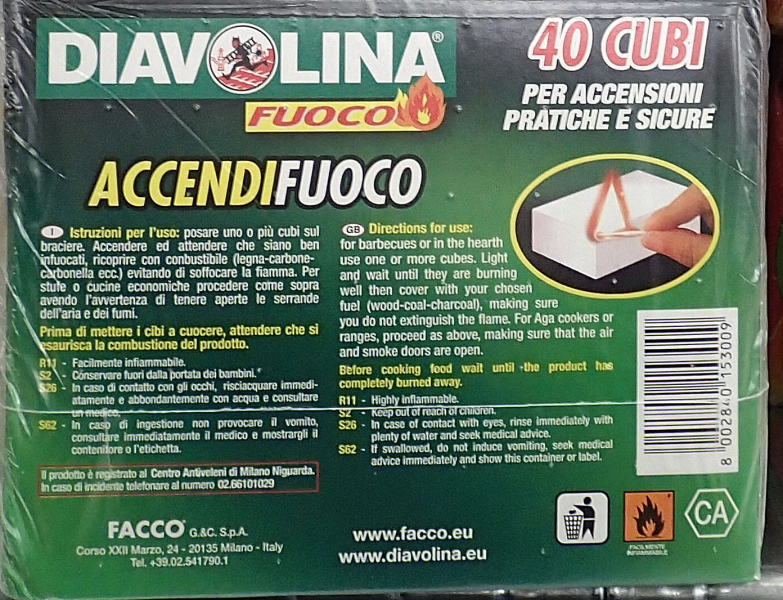 DIAVOLINA®
FUOCO
40 CUBI
PER ACCENSIONI
PRATICHE E SICURE
ACCENDIFUOCO
I Istruzioni per l'uso: posare uno o più cubi sul
braciere. Accendere ed attendere che siano ben
infuocati, ricoprire con conbustibile (legna-carbone-
carbonella ecc.) evitando di soffocare la fiamma. Per
stufe o cucine economiche procedere come sopra
avendo l'avvertenza di tenere aperte le serrande
dell'aria e dei fumi.
Prima di mettere i cibi a cuocere, attendere che si
esaurisca la combustione del prodotto.
R11 - Facilmente infiammabile.
S2 - Conservare fuori dalla portata dei bambini.
S26 - In caso di contatto con gli occhi, risciacquare immedi-
atamente e abbondantemente con acqua e consultare
un medico.
S62 - In caso di ingestione non provocare il vomito,
consultare immediatamente il medico e mostrargli il
contenitore o l'etichetta.
Il prodotto è registrato al Centro Antiveleni di Milano Niguarda.
In caso di incidente telefonare al numero 02.66101029
FACCO® G.&C. S.p.A.
Corso XXII Marzo, 24 - 20135 Milano - Italy
Tel. +39.02.541790.1
GB Directions for use:
for barbecues or in the hearth
use one or more cubes. Light
and wait until they are burning
well then cover with your chosen
fuel (wood-coal-charcoal), making sure
you do not extinguish the flame. For Aga cookers or
ranges, proceed as above, making sure that the air
and smoke doors are open.
Before cooking food wait until the product has
completely burned away.
R11 - Highly inflammable.
S2 - Keep out of reach of children.
S26 - In case of contact with eyes, rinse immediately with
plenty of water and seek medical advice.
S62 - If swallowed, do not induce vomiting, seek medical
advice immediately and show this container or label.
www.facco.eu
www.diavolina.eu
8 002840 153009
FACILMENTE
INFIAMMABILE
CA